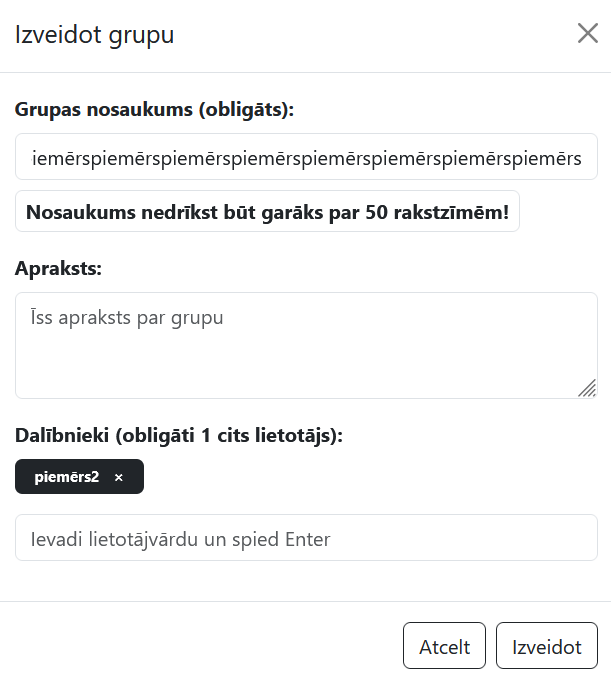 Izveidot grupu
Grupas nosaukums (obligāts):
iemērspiemērspiemērspiemērspiemērspiemērspiemērspiemērs
Nosaukums nedrīkst būt garāks par 50 rakstzīmēm!
Apraksts:
Īss apraksts par grupu
Dalībnieki (obligāti 1 cits lietotājs):
piemērs2 ×
Ievadi lietotājvārdu un spied Enter
Atcelt Izveidot